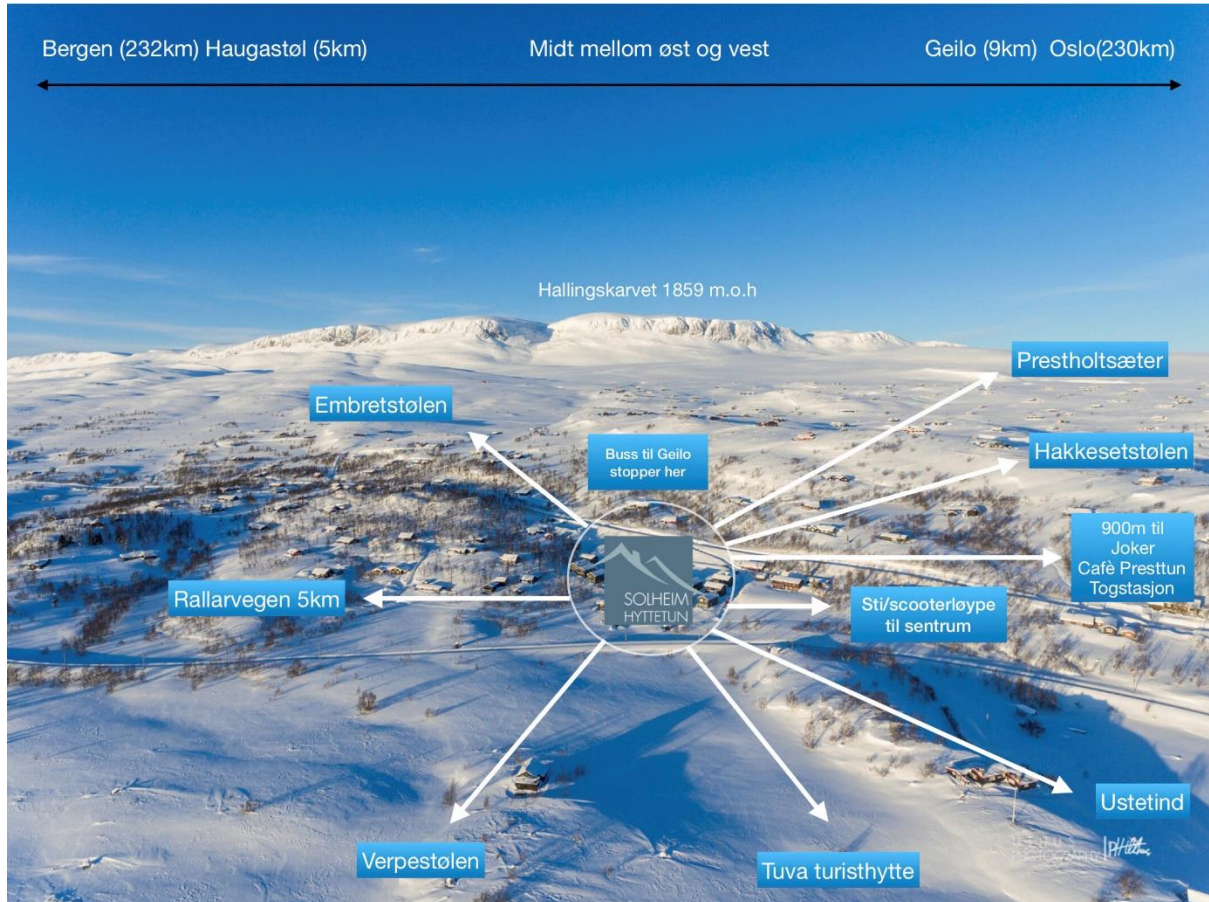 Bergen (232km) Haugastøl (5km)
Midt mellom øst og vest
Geilo (9km) Oslo(230km)
Hallingskarvet 1859 m.o.h
Prestholtsæter
Embretstølen
Buss til Geilo
stopper her
Hakkesetstølen
900m til
Joker
Cafè Presttun
Togstasjon
Rallarvegen 5km
SOLHEIM
HYTTETUN
Sti/scooterløype
til sentrum
Ustetind
Verpestølen
Tuva turisthytte